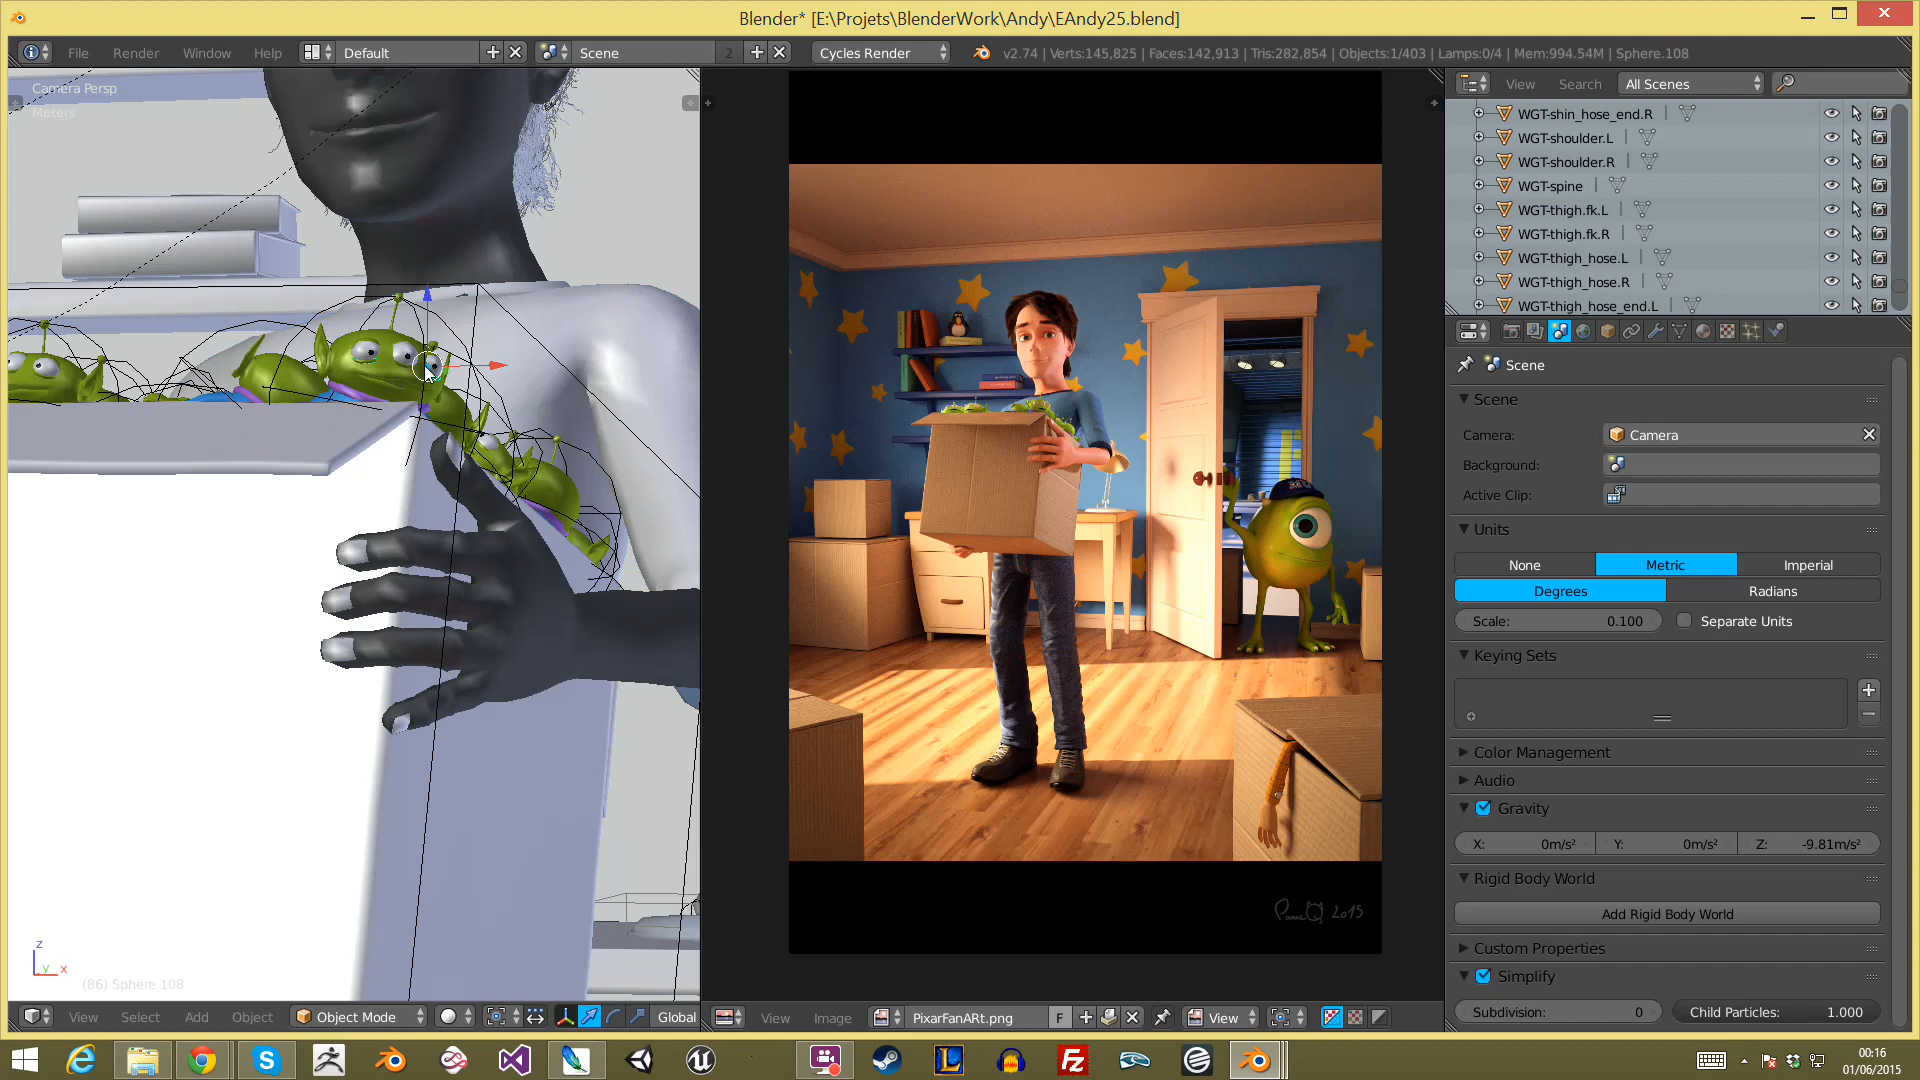 Blender* [E:\Projets\BlenderWork\Andy\EAndy25.blend]
File Render Window Help Default Scene 2 Cycles Render v2.74 | Verts:145,825 | Faces:142,913 | Tris:282,854 | Objects:1/403 | Lamps:0/4 | Mem:994.54M | Sphere.108
Camera Persp
Meters
View Search All Scenes
WGT-shin_hose_end.R
WGT-shoulder.L
WGT-shoulder.R
WGT-spine
WGT-thigh.fk.L
WGT-thigh.fk.R
WGT-thigh_hose.L
WGT-thigh_hose.R
WGT-thigh_hose_end.L
Scene
Scene
Camera: Camera
Background:
Active Clip:
Units
None Metric Imperial
Degrees Radians
Scale: 0.100 Separate Units
Keying Sets
Color Management
Audio
Gravity
X: 0m/s² Y: 0m/s² Z: -9.81m/s²
Rigid Body World
Add Rigid Body World
Custom Properties
Simplify
Subdivision: 0 Child Particles: 1.000
2015
z
y x
(86) Sphere.108
View Select Add Object Object Mode Global
View Image PixarFanARt.png F View
00:16
01/06/2015